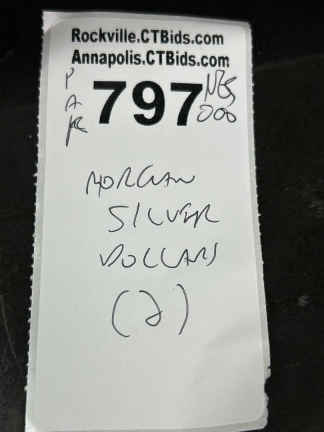 Rockville.CTBids.com
Annapolis.CTBids.com
797
MORGAN
SILVER
DOLLARS
(2)